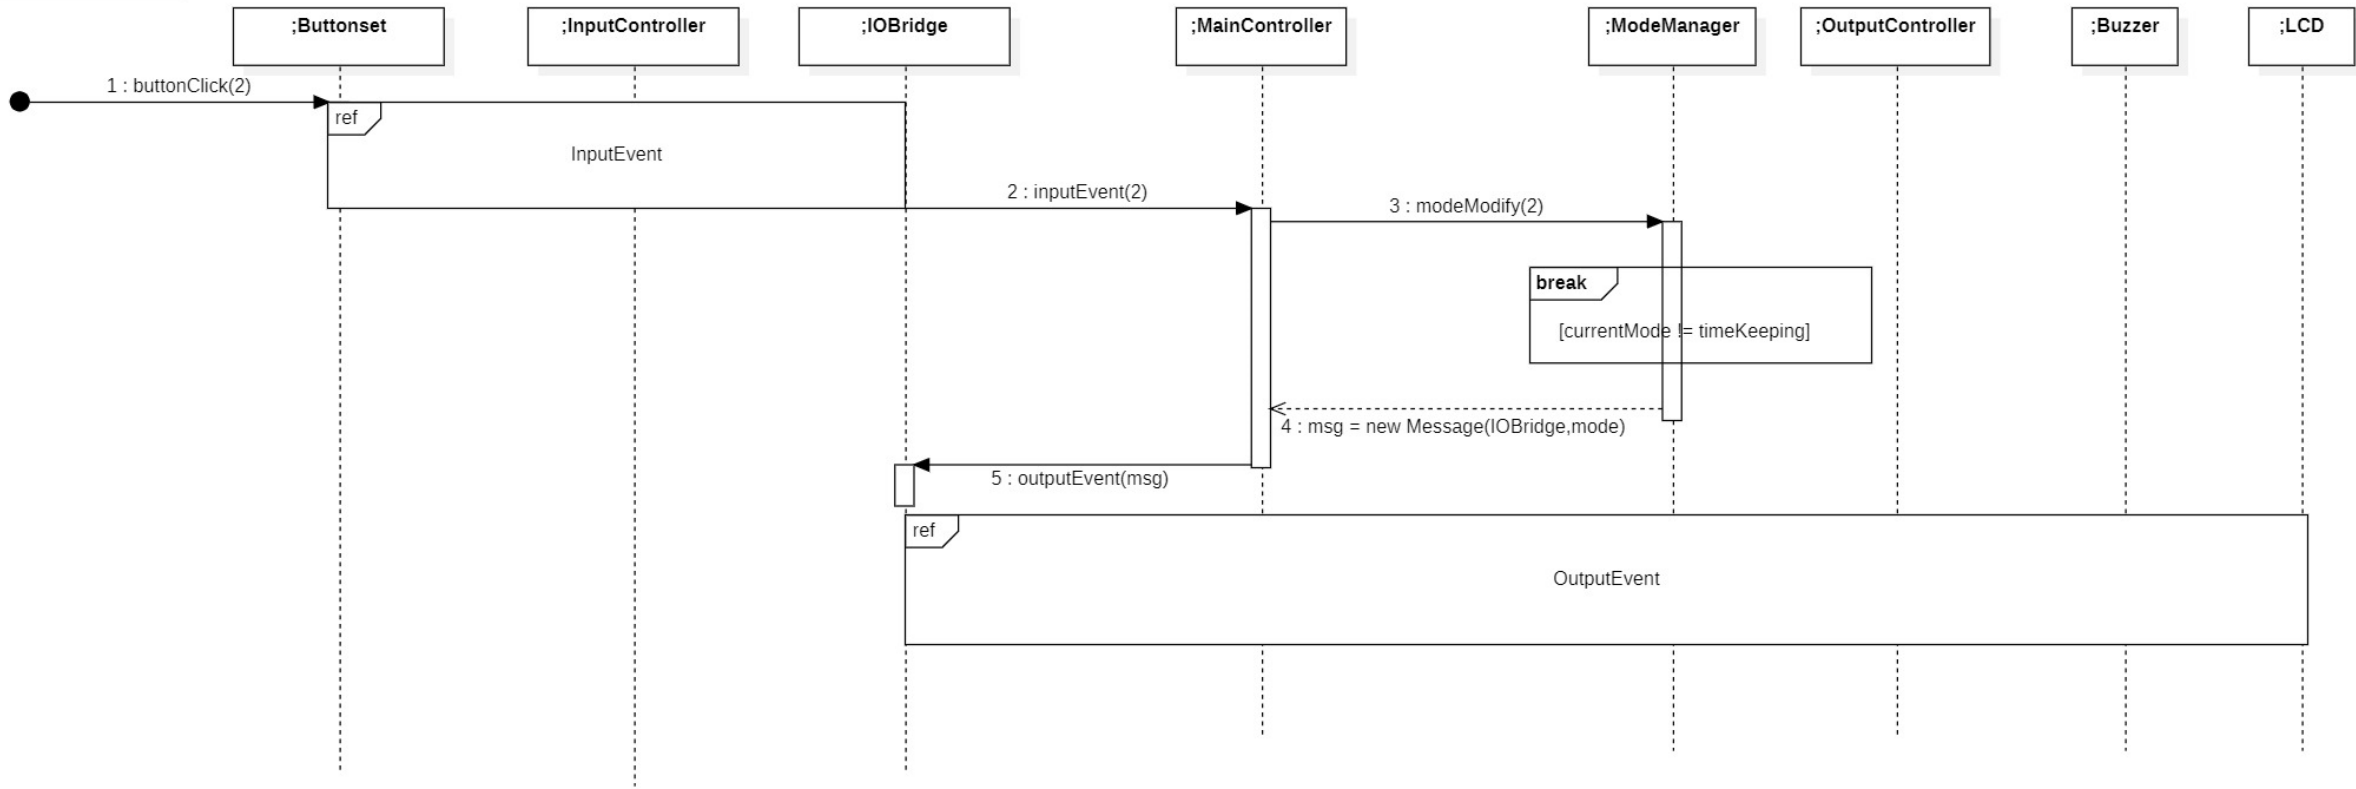 ;Buttonset
;InputController
;IOBridge
;MainController
;ModeManager
;OutputController
;Buzzer
;LCD
1 : buttonClick(2)
ref
InputEvent
2 : inputEvent(2)
3 : modeModify(2)
break
[currentMode != timeKeeping]
4 : msg = new Message(IOBridge,mode)
5 : outputEvent(msg)
ref
OutputEvent